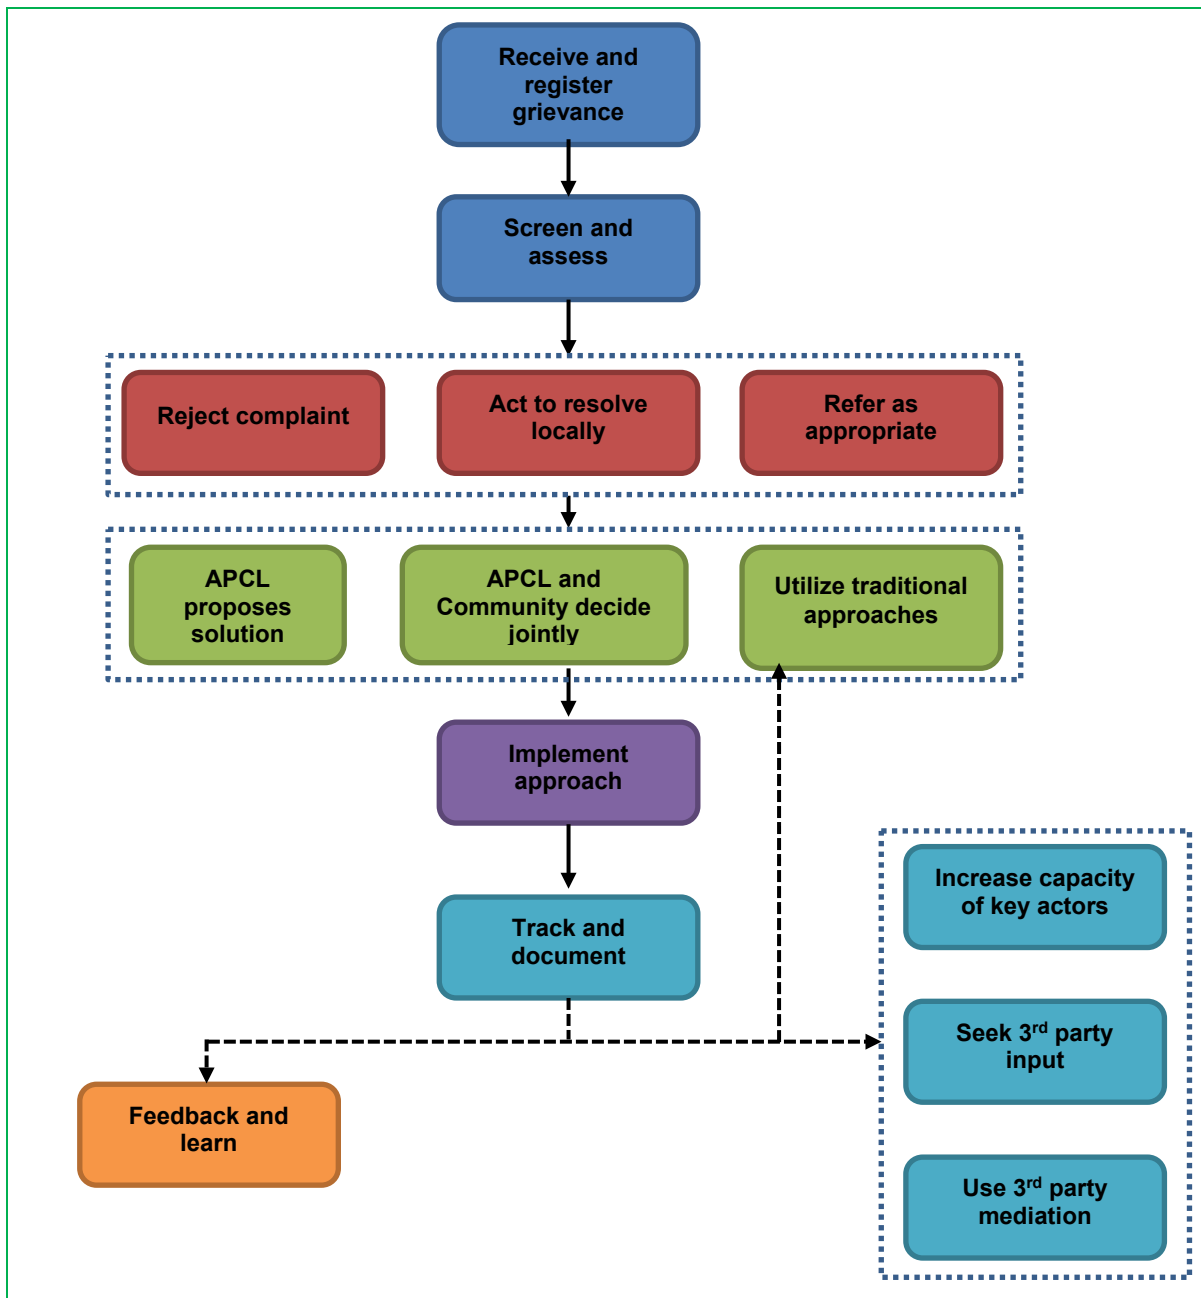 Receive and
register
grievance
Screen and
assess
Reject complaint
Act to resolve
locally
Refer as
appropriate
APCL
proposes
solution
APCL and
Community decide
jointly
Utilize traditional
approaches
Implement
approach
Track and
document
Increase capacity
of key actors
Seek 3rd party
input
Feedback and
learn
Use 3rd party
mediation